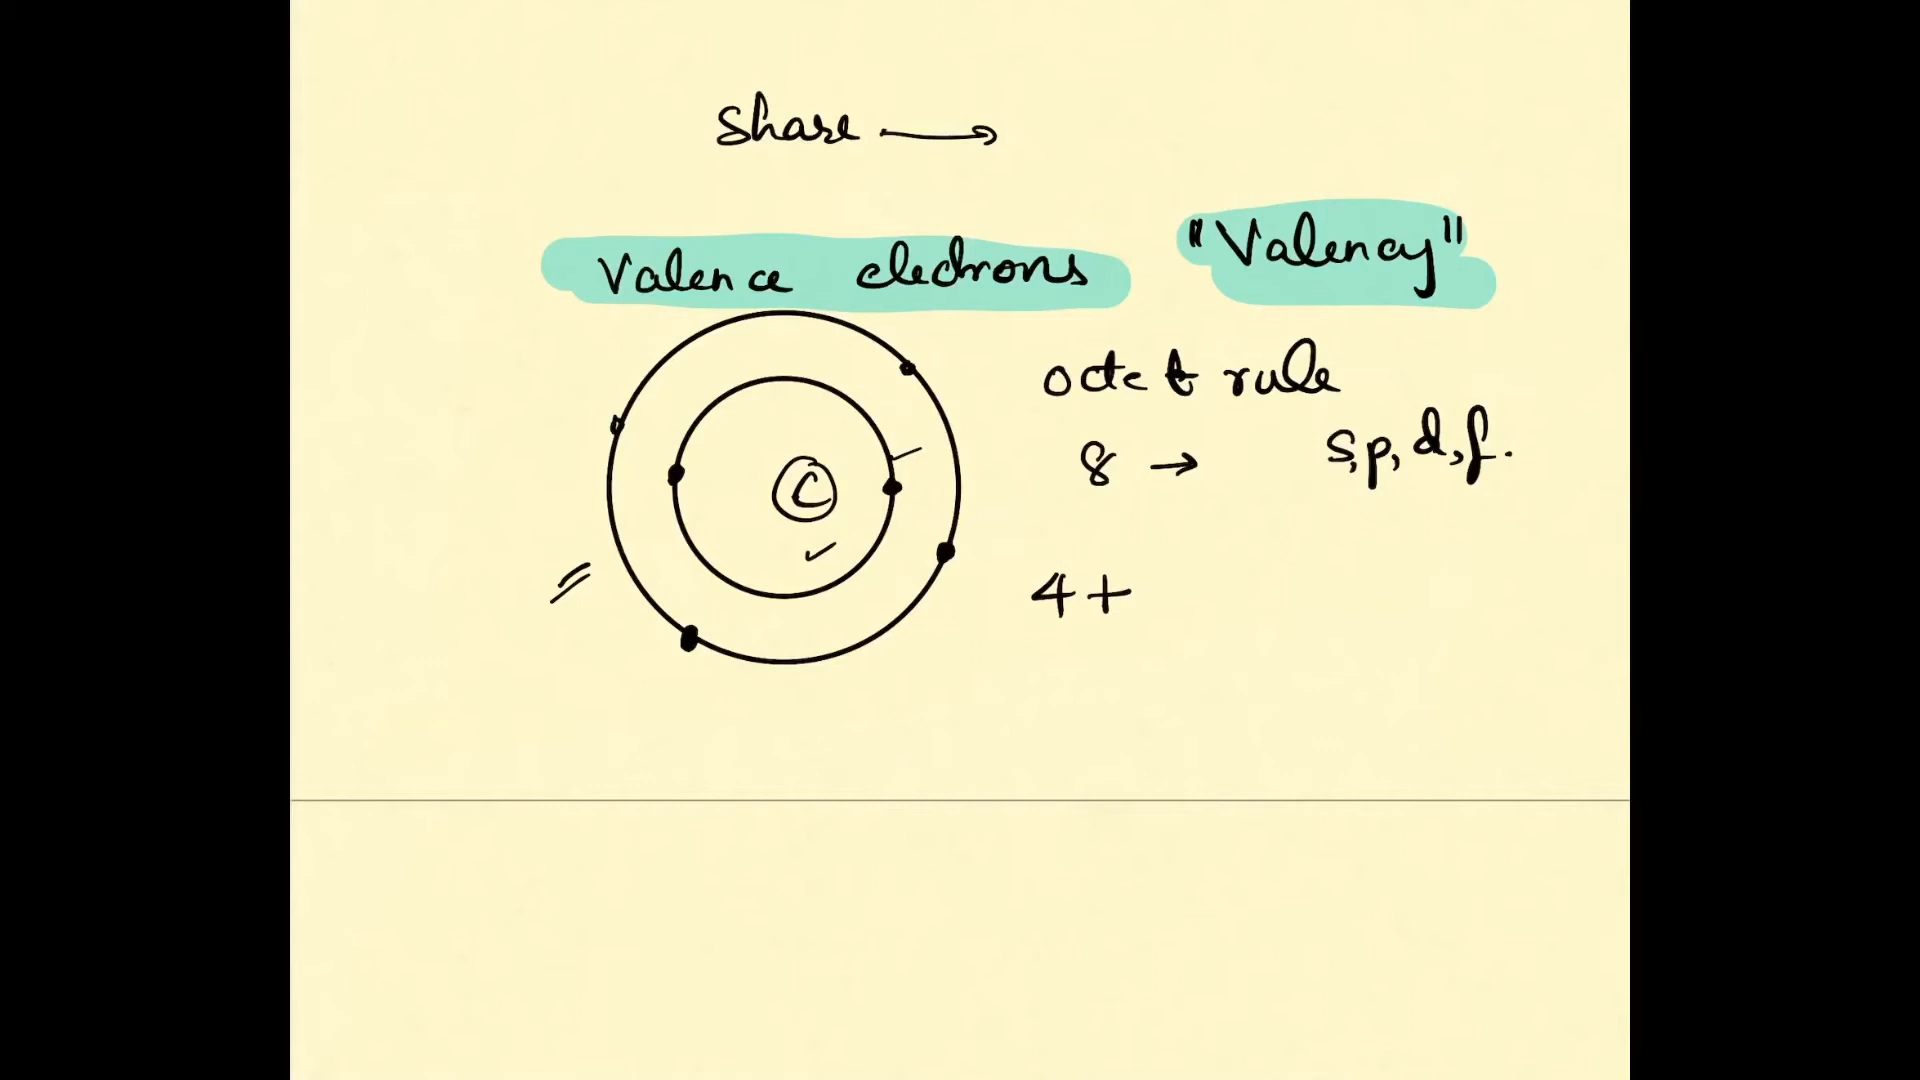 Share →
Valence electrons "Valency"
octet rule
8 → s, p, d, f.
C
4+